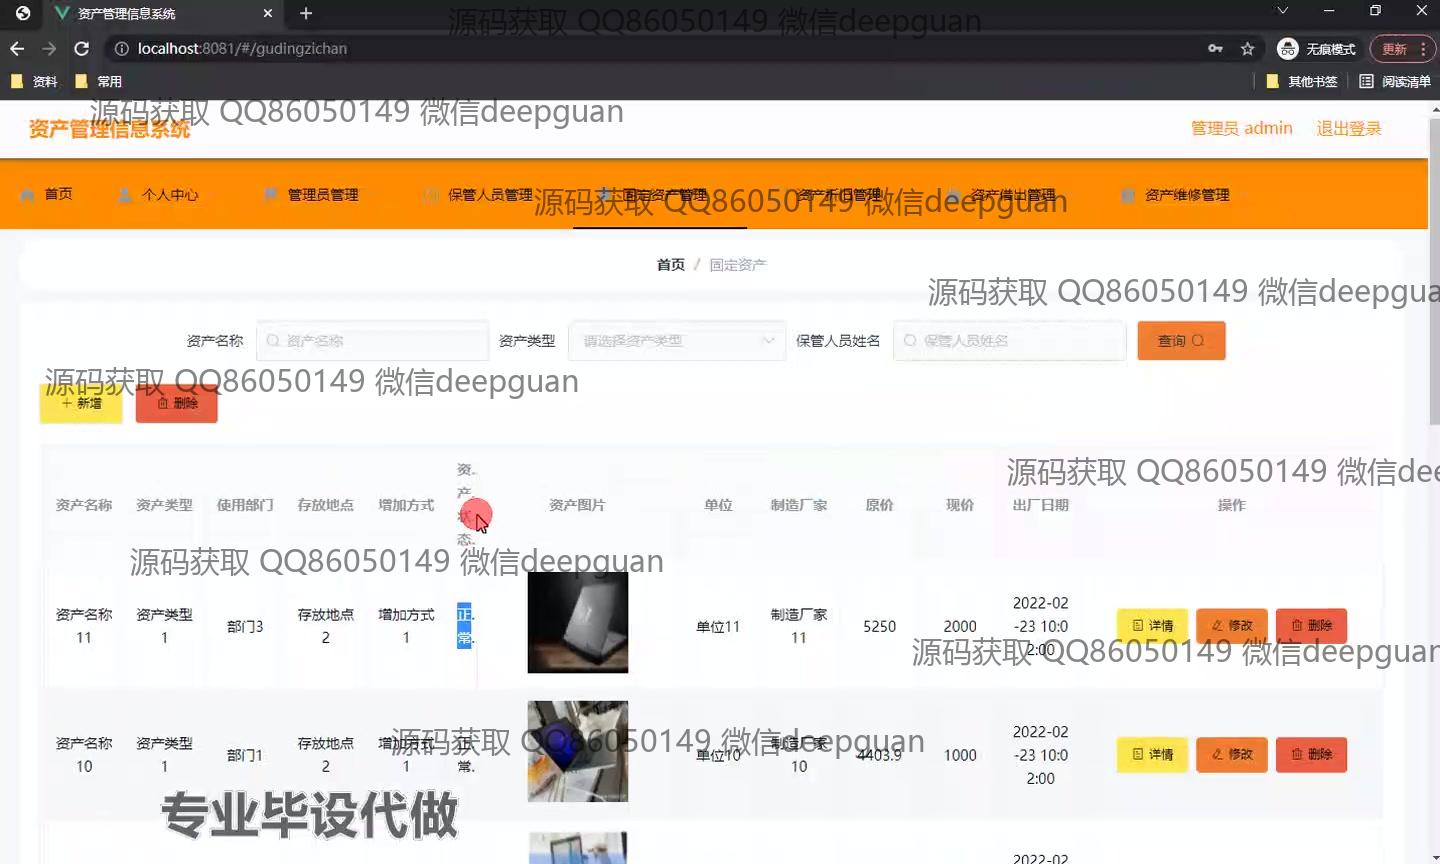 资产管理信息系统
源码获取 QQ86050149 微信deepguan
localhost:8081/#/gudingzichan
无痕模式
更新
资料
常用
其他书签
阅读清单
源码获取 QQ86050149 微信deepguan
资产管理信息系统
管理员 admin
退出登录
首页
个人中心
管理员管理
保管人员管理
固定资产管理
资产折旧管理
资产借出管理
资产维修管理
源码获取 QQ86050149 微信deepguan
首页 / 固定资产
源码获取 QQ86050149 微信deepgua
资产名称 资产名称 资产类型 请选择资产类型 保管人员姓名 保管人员姓名 查询
源码获取 QQ86050149 微信deepguan
+ 新增 删除
源码获取 QQ86050149 微信dee
资产名称 资产类型 使用部门 存放地点 增加方式 资产状态 资产图片 单位 制造厂家 原价 现价 出厂日期 操作
源码获取 QQ86050149 微信deepguan
资产名称11 资产类型1 部门3 存放地点2 增加方式1 正常 单位11 制造厂家11 5250 2000 2022-02-23 10:02:00 详情 修改 删除
源码获取 QQ86050149 微信deepguan
资产名称10 资产类型1 部门1 存放地点2 增加方式1 正常 单位10 制造厂家10 4403.9 1000 2022-02-23 10:02:00 详情 修改 删除
源码获取 QQ86050149 微信deepguan
专业毕设代做
2022-02